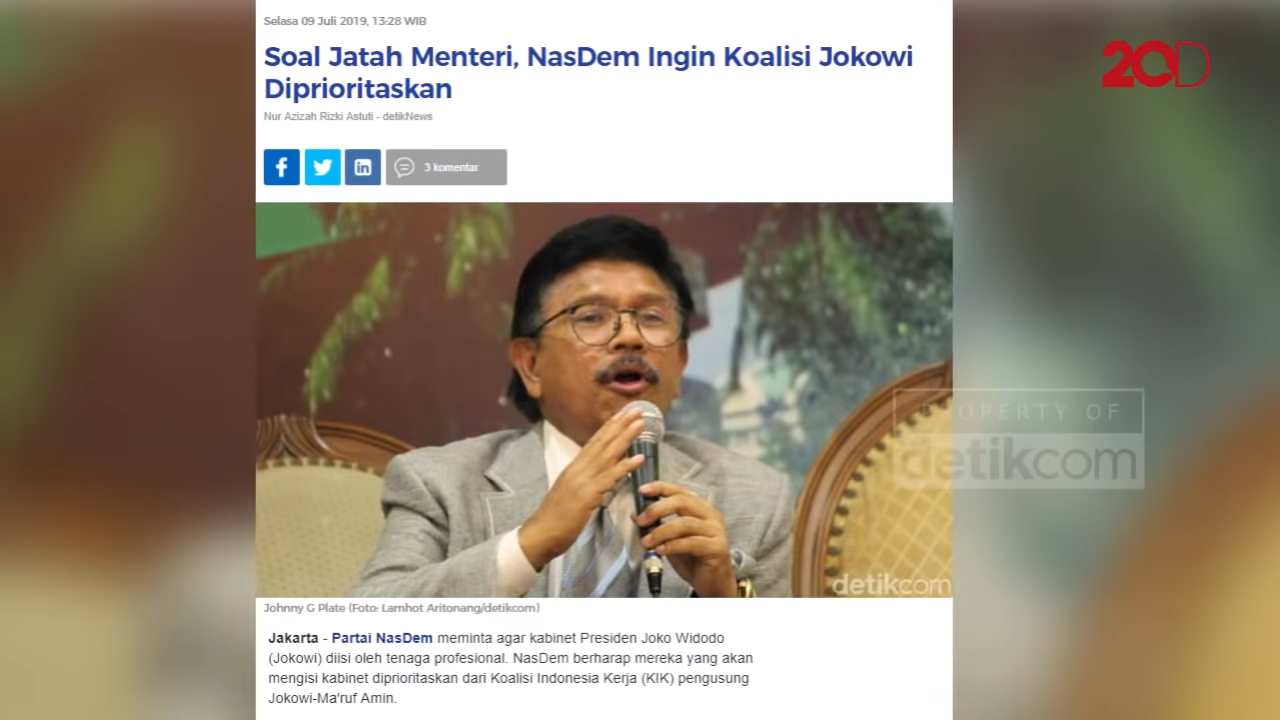 Selasa 09 Juli 2019, 13:28 WIB
20D
Soal Jatah Menteri, NasDem Ingin Koalisi Jokowi
Diprioritaskan
Nur Azizah Rizki Astuti - detikNews
3 komentar
PROPERTY OF
detikcom
detikcom
Johnny G Plate (Foto: Lamhot Aritonang/detikcom)
Jakarta - Partai NasDem meminta agar kabinet Presiden Joko Widodo
(Jokowi) diisi oleh tenaga profesional. NasDem berharap mereka yang akan
mengisi kabinet diprioritaskan dari Koalisi Indonesia Kerja (KIK) pengusung
Jokowi-Ma'ruf Amin.